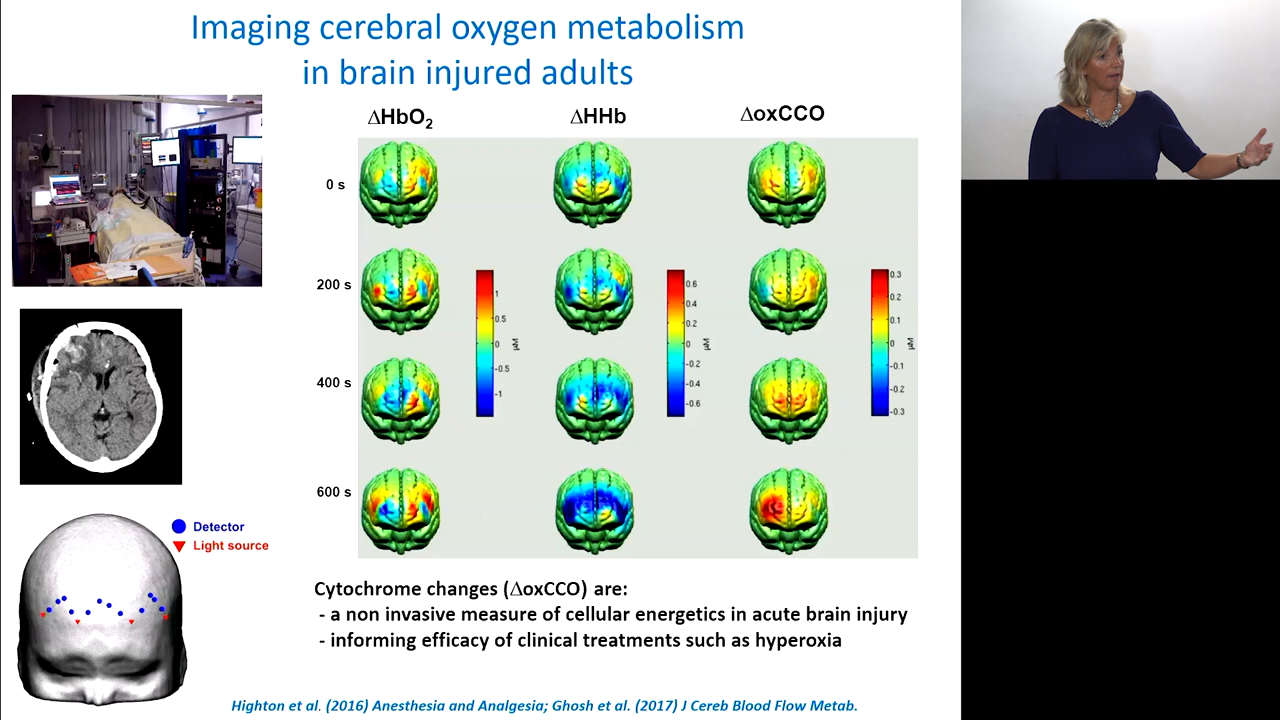 Imaging cerebral oxygen metabolism
in brain injured adults
ΔHbO₂
ΔHHb
ΔoxCCO
0 s
200 s
400 s
600 s
1
0.5
0
-0.5
-1
μM
0.6
0.4
0.2
0
-0.2
-0.4
-0.6
μM
0.3
0.2
0.1
0
-0.1
-0.2
-0.3
μM
Detector
Light source
Cytochrome changes (ΔoxCCO) are:
- a non invasive measure of cellular energetics in acute brain injury
- informing efficacy of clinical treatments such as hyperoxia
Highton et al. (2016) Anesthesia and Analgesia; Ghosh et al. (2017) J Cereb Blood Flow Metab.